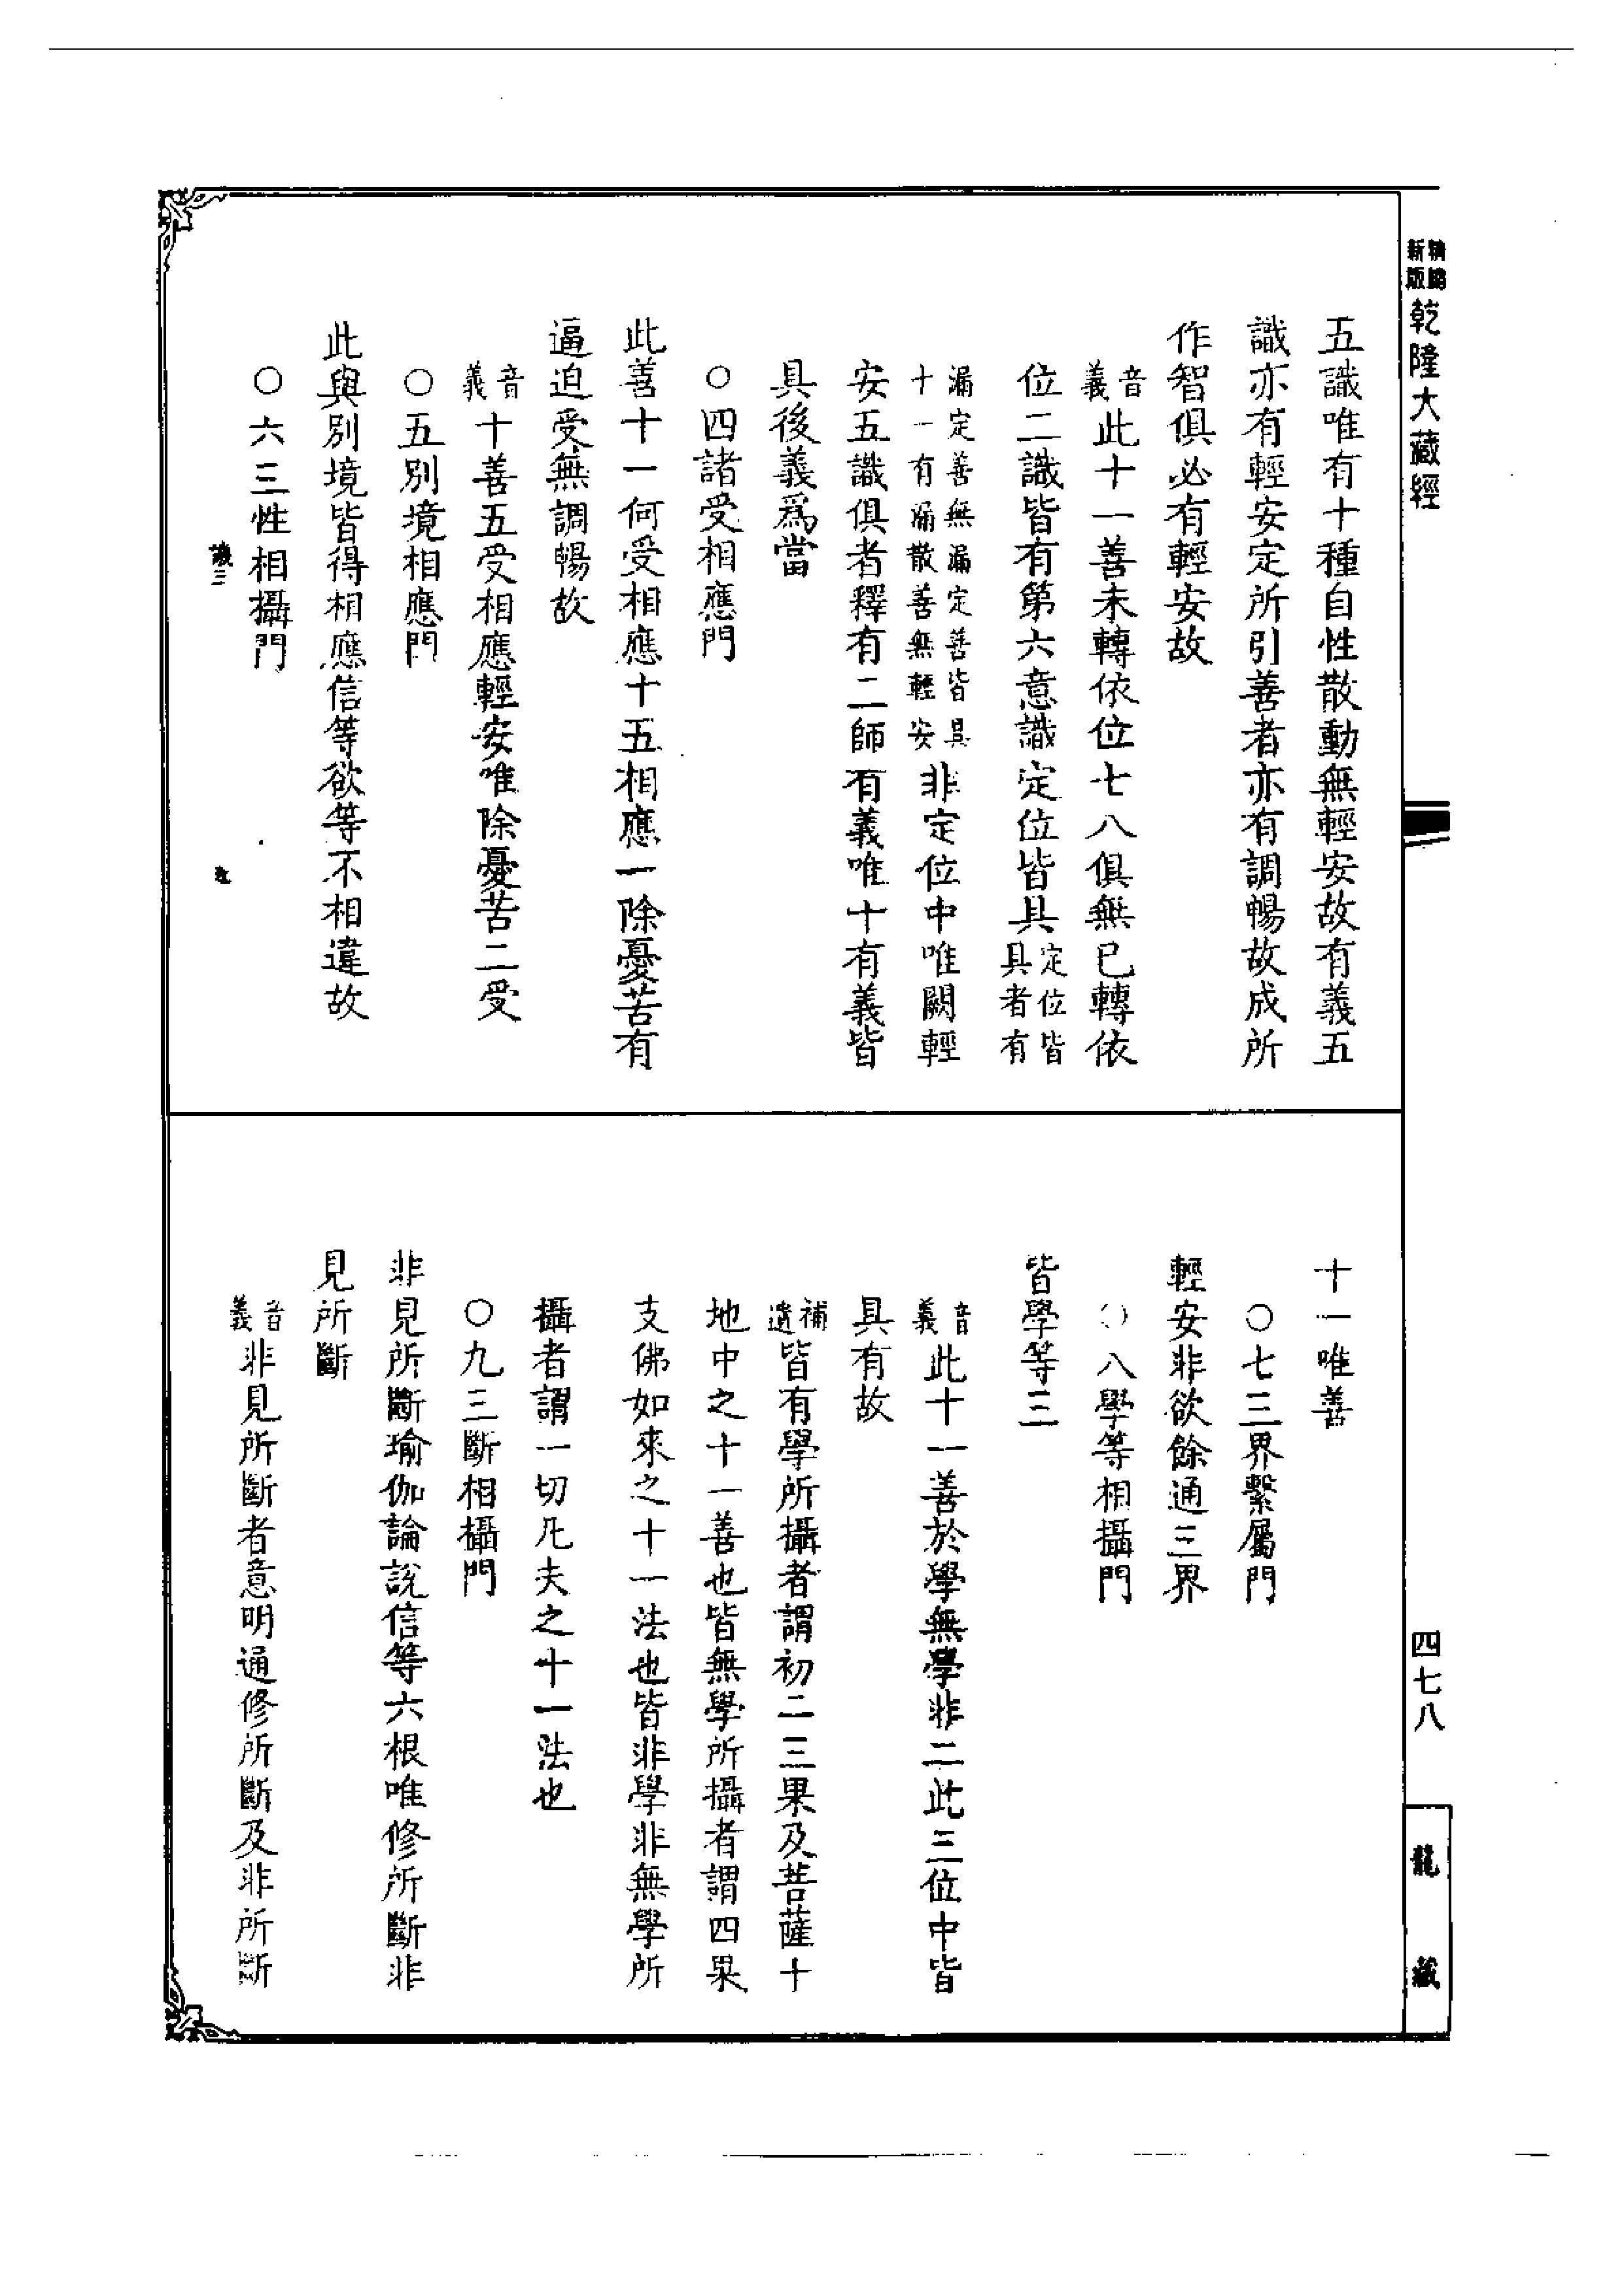 精編
新版
乾隆大藏經
五識唯有十種自性散動無輕安故有義五
識亦有輕安定所引善者亦有調暢故成所
作智俱必有輕安故
音義此十一善未轉依位七八俱無已轉依
位二識皆有第六意識定位皆具定位皆具者有
漏定善無漏定善皆具十一有漏散善無輕安非定位中唯闕輕
安五識俱者釋有二師有義唯十有義皆
具後義爲當
○四諸受相應門
此善十一何受相應十五相應一除憂苦有
逼迫受無調暢故
音義十善五受相應輕安唯除憂苦二受
○五別境相應門
此與別境皆得相應信等欲等不相違故
○六三性相攝門
十一唯善
○七三界繫屬門
輕安非欲餘通三界
○八學等相攝門
皆學等三
音義此十一善於學無學非二此三位中皆
具有故
補遺皆有學所攝者謂初二三果及菩薩十
地中之十一善也皆無學所攝者謂四果
支佛如來之十一法也皆非學非無學所
攝者謂一切凡夫之十一法也
○九三斷相攝門
非見所斷瑜伽論說信等六根唯修所斷非
見所斷
音義非見所斷者意明通修所斷及非所斷
四七八
龍藏